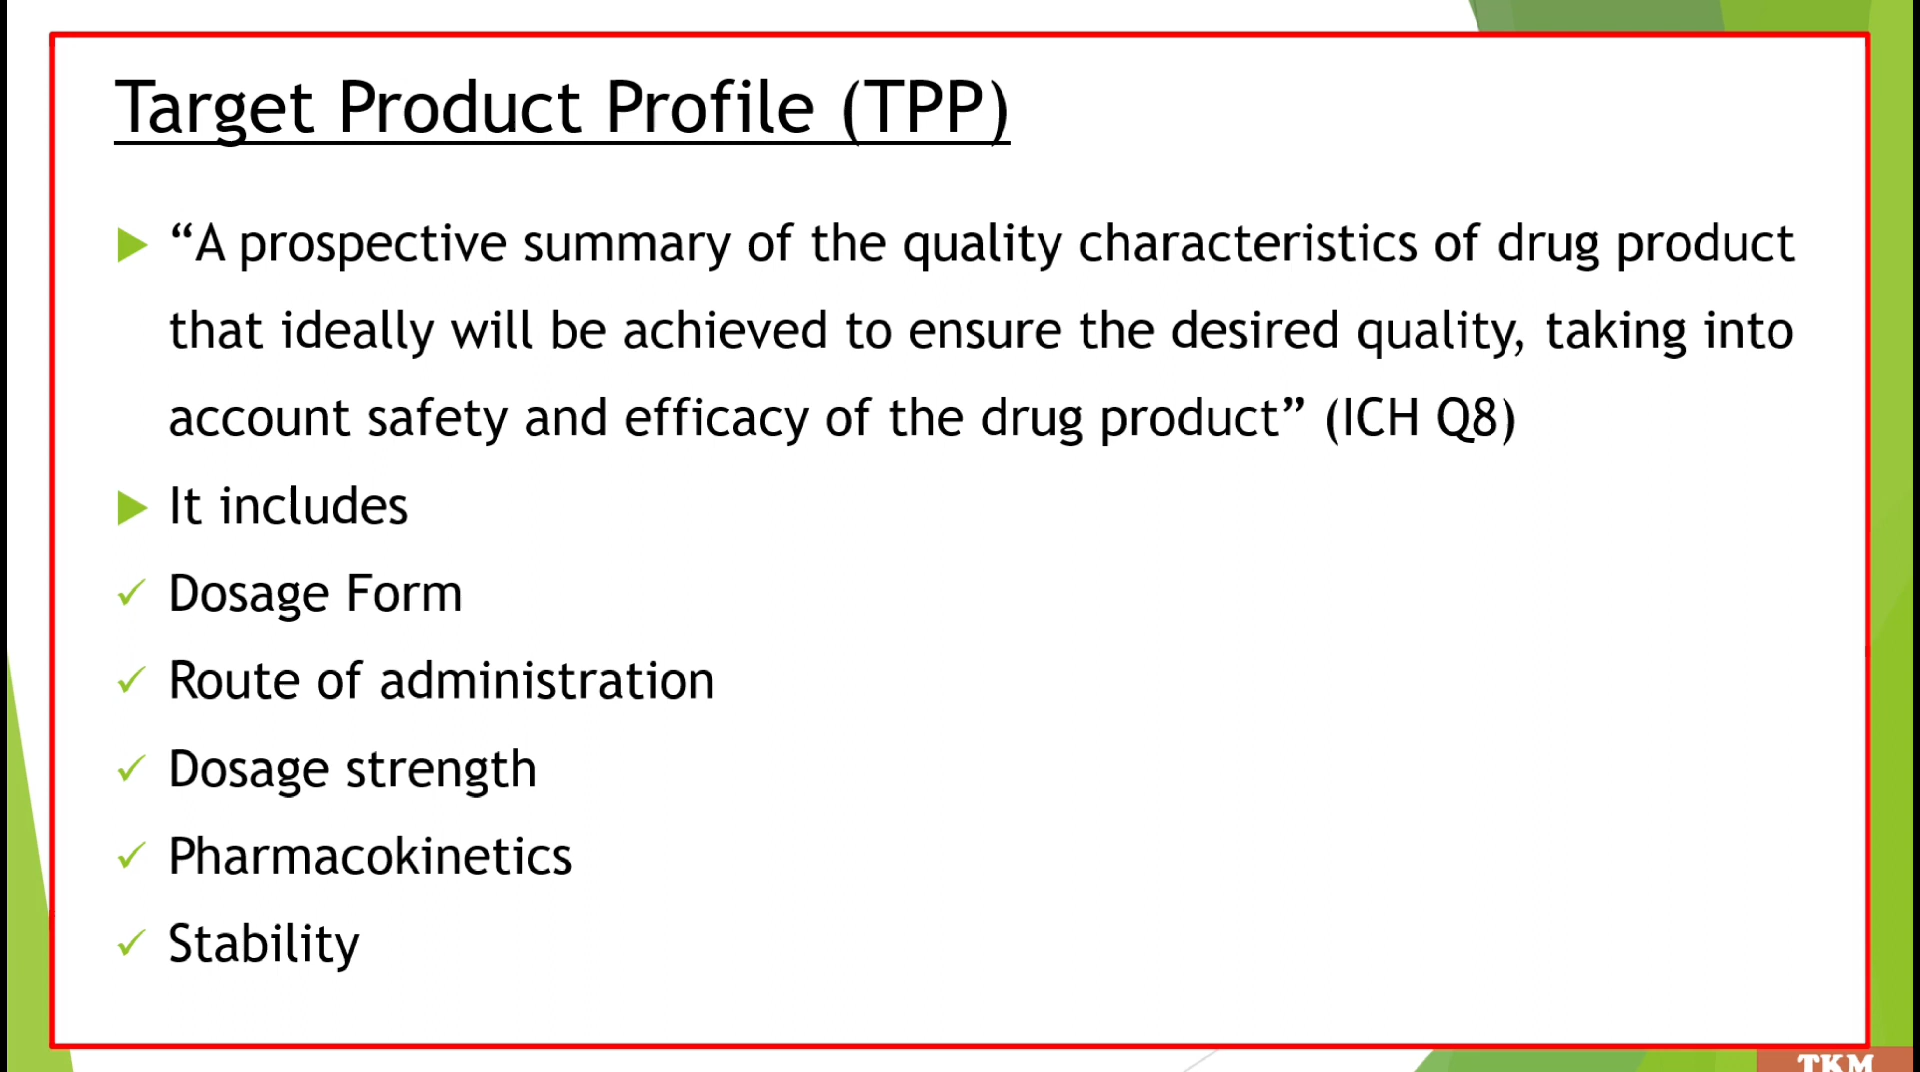 Target Product Profile (TPP)
“A prospective summary of the quality characteristics of drug product
that ideally will be achieved to ensure the desired quality, taking into
account safety and efficacy of the drug product” (ICH Q8)
It includes
Dosage Form
Route of administration
Dosage strength
Pharmacokinetics
Stability
TKM